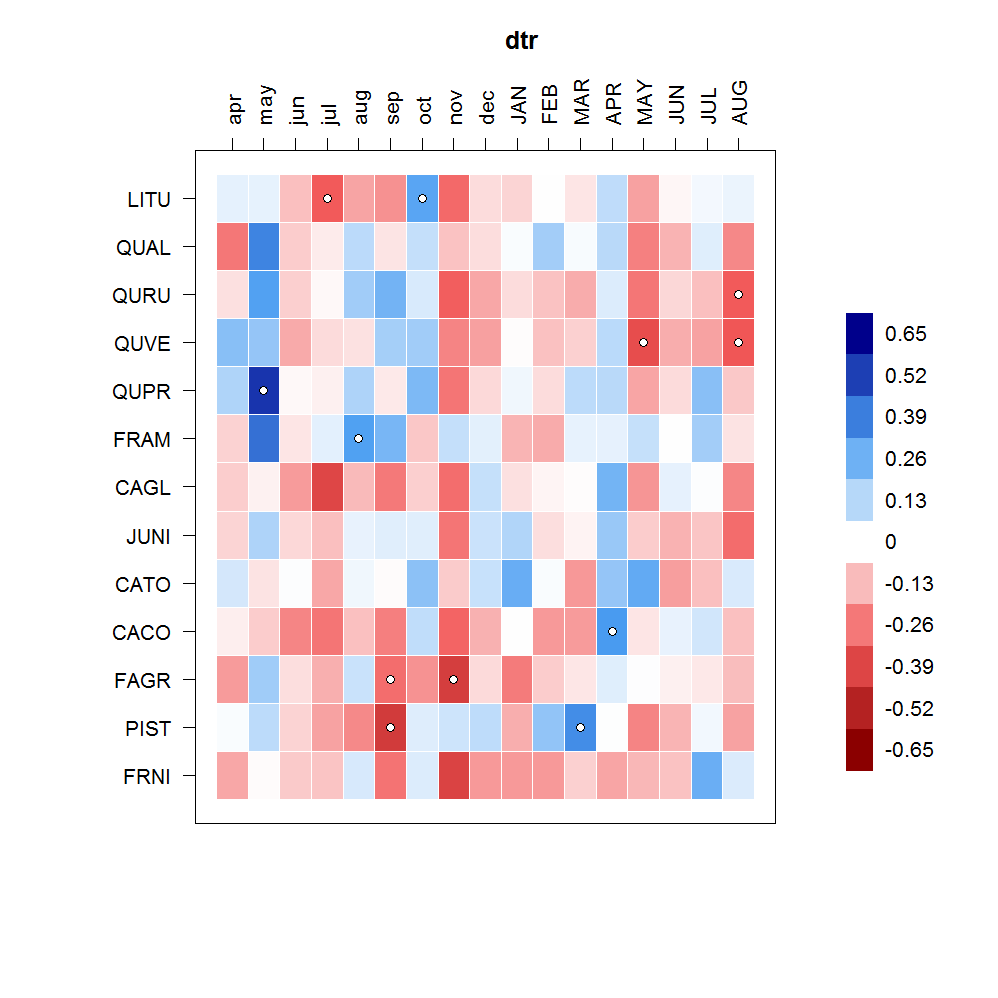 dtr
apr may jun jul aug sep oct nov dec JAN FEB MAR APR MAY JUN JUL AUG
LITU
QUAL
QURU
QUVE
QUPR
FRAM
CAGL
JUNI
CATO
CACO
FAGR
PIST
FRNI
0.65
0.52
0.39
0.26
0.13
0
-0.13
-0.26
-0.39
-0.52
-0.65